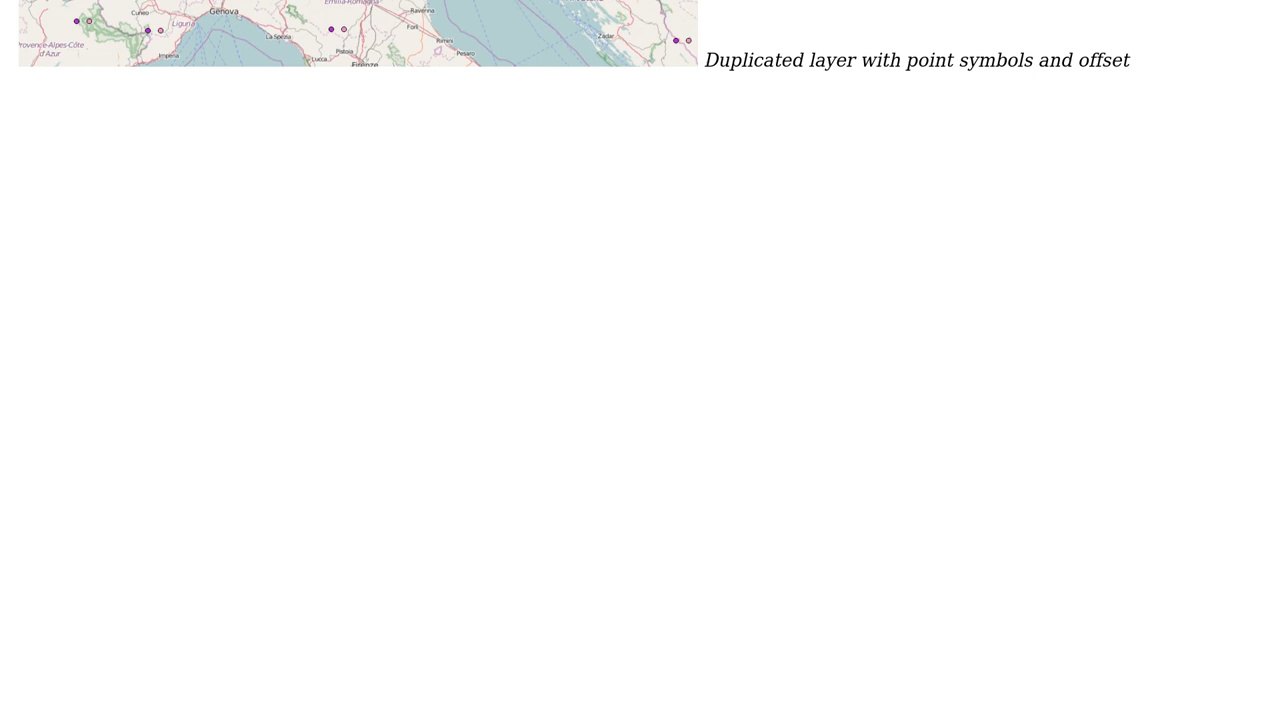 Emilia-Romagna
Ravenna
Cuneo
Genova
Liguria
Forlì
Zadar
La Spezia
Rimini
Provence-Alpes-Côte
d'Azur
Pistoia
Pesaro
Imperia
Lucca
Firenze
Duplicated layer with point symbols and offset